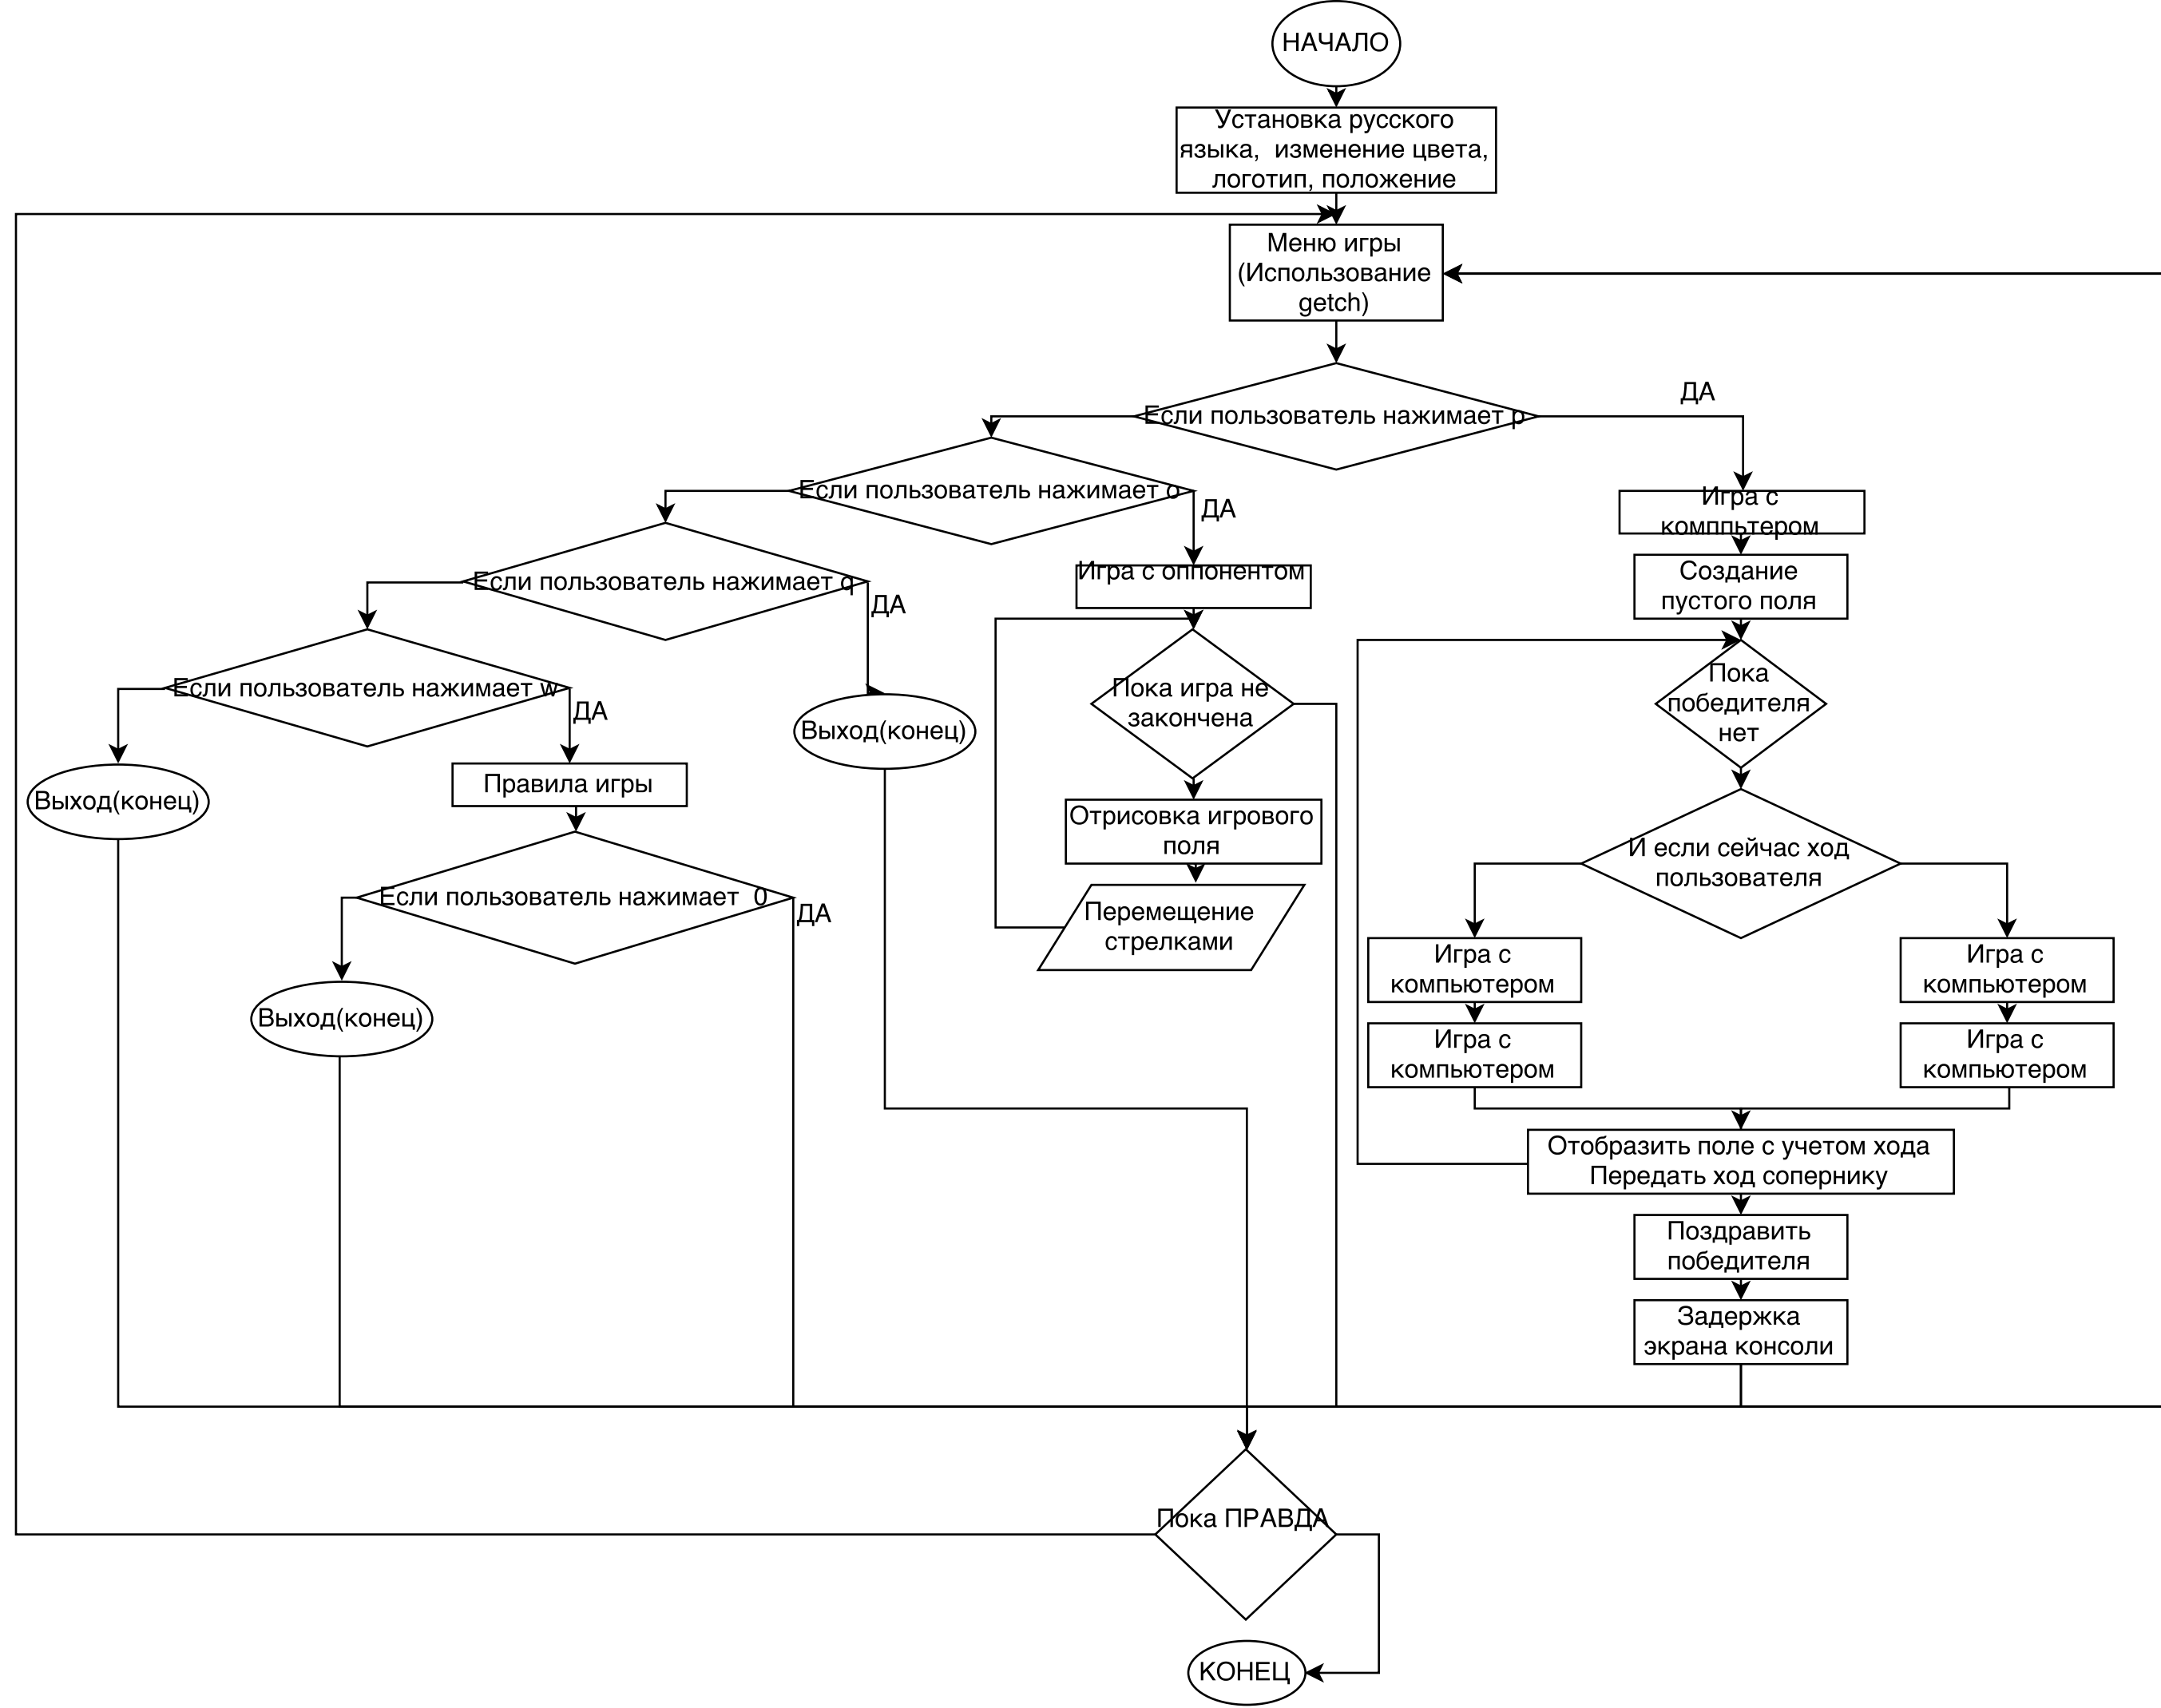 НАЧАЛО
Установка русского
языка, изменение цвета,
логотип, положение
Меню игры
(Использование
getch)
Если пользователь нажимает p
ДА
Если пользователь нажимает o
ДА
Игра с
комппьтером
Если пользователь нажимает q
ДА
Игра с оппонентом
Создание
пустого поля
Если пользователь нажимает w
ДА
Выход(конец)
Пока игра не
закончена
Пока
победителя
нет
Выход(конец)
Правила игры
Отрисовка игрового
поля
И если сейчас ход
пользователя
Если пользователь нажимает 0
ДА
Перемещение
стрелками
Игра с
компьютером
Игра с
компьютером
Выход(конец)
Игра с
компьютером
Игра с
компьютером
Отобразить поле с учетом хода
Передать ход сопернику
Поздравить
победителя
Задержка
экрана консоли
Пока ПРАВДА
КОНЕЦ